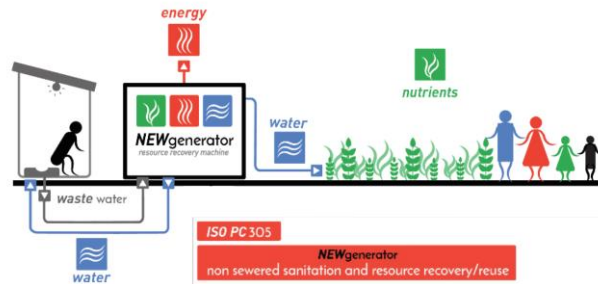 energy
NEWgenerator
resource recovery machine
water
nutrients
waste water
water
ISO PC 305
NEWgenerator
non sewered sanitation and resource recovery/reuse